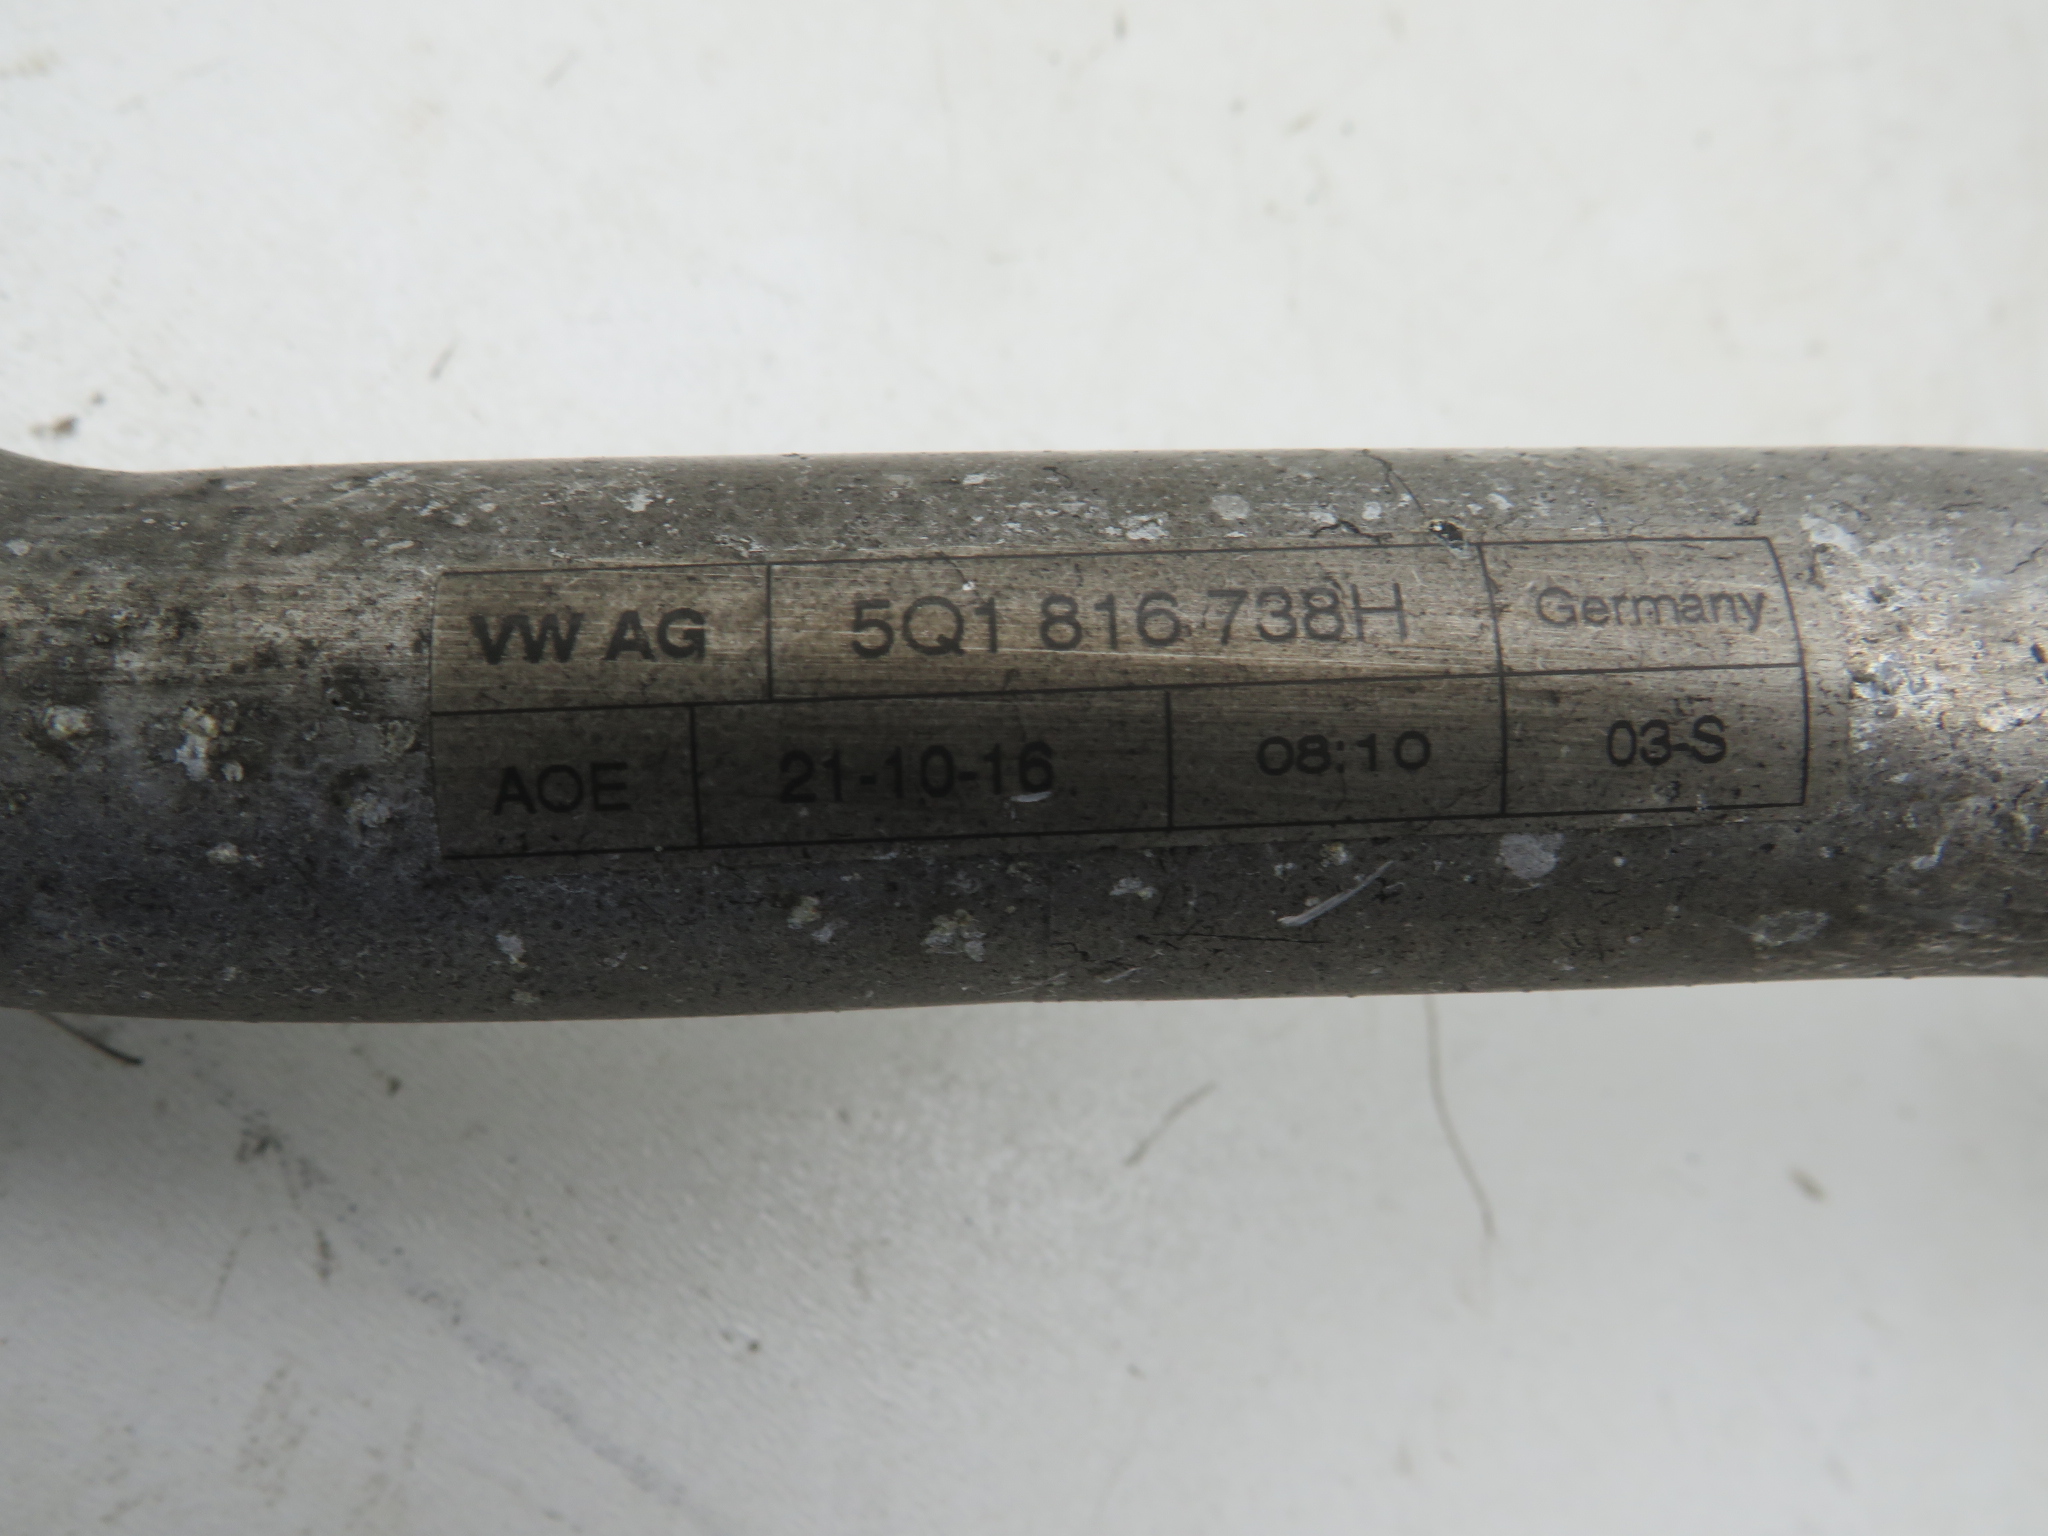 VW AG 5Q1 816 738H Germany
AOE 21-10-16 08:10 03-S